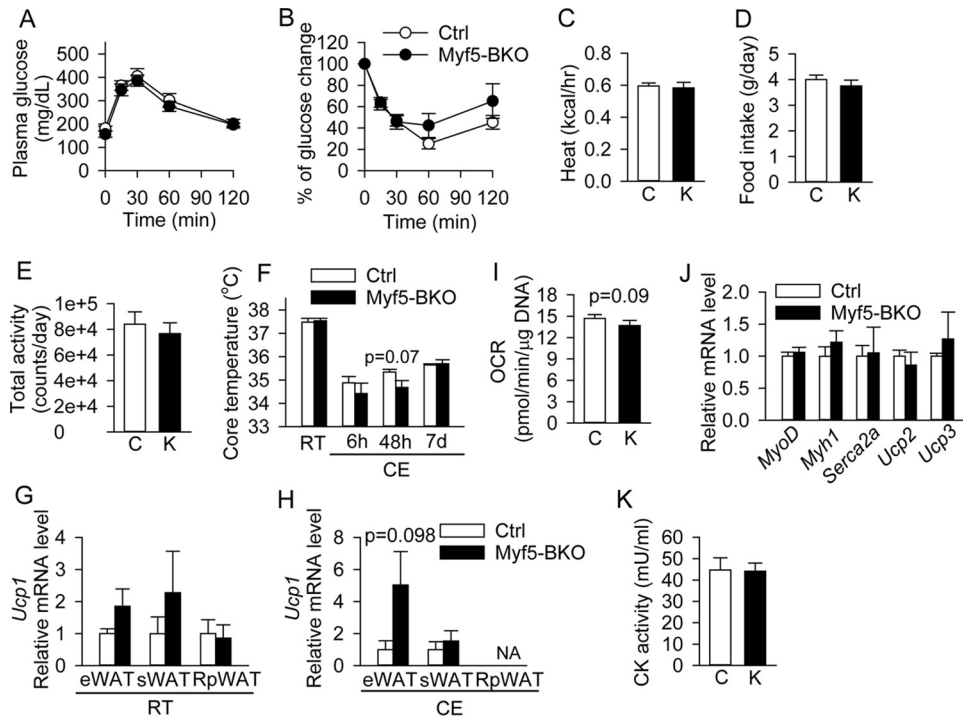 A
Plasma glucose
(mg/dL)
500
400
300
200
100
0 30 60 90 120
Time (min)
B
% of glucose change
120
100
80
60
40
20
0
0 30 60 90 120
Time (min)
Ctrl
Myf5-BKO
C
Heat (kcal/hr)
0.8
0.6
0.4
0.2
0.0
C K
D
Food intake (g/day)
5
4
3
2
1
0
C K
E
Total activity
(counts/day)
1e+5
8e+4
6e+4
4e+4
2e+4
0
C K
F
Core temperature (°C)
Ctrl
Myf5-BKO
38
37
36
35
34
33
p=0.07
RT 6h 48h 7d
CE
I
OCR
(pmol/min/µg DNA)
18
15
12
9
6
3
0
p=0.09
C K
J
Relative mRNA level
Ctrl
Myf5-BKO
2.0
1.5
1.0
0.5
0.0
MyoD
Myh1
Serca2a
Ucp2
Ucp3
G
Ucp1
Relative mRNA level
4
3
2
1
0
eWAT sWAT RpWAT
RT
H
Ucp1
Relative mRNA level
8
6
4
2
0
p=0.098
Ctrl
Myf5-BKO
NA
eWAT sWAT RpWAT
CE
K
CK activity (mU/ml)
60
50
40
30
20
10
0
C K